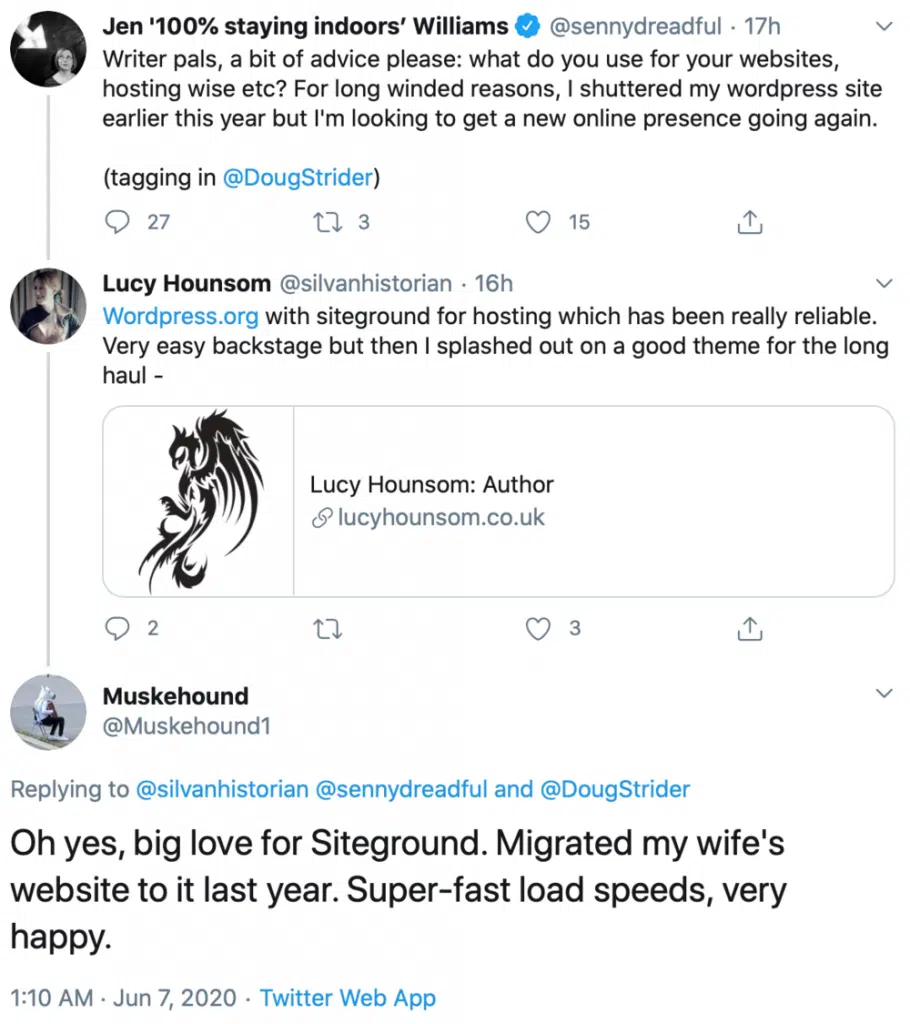 Jen '100% staying indoors’ Williams @sennydreadful · 17h
Writer pals, a bit of advice please: what do you use for your websites,
hosting wise etc? For long winded reasons, I shuttered my wordpress site
earlier this year but I'm looking to get a new online presence going again.
(tagging in @DougStrider)
27 3 15
Lucy Hounsom @silvanhistorian · 16h
Wordpress.org with siteground for hosting which has been really reliable.
Very easy backstage but then I splashed out on a good theme for the long
haul -
Lucy Hounsom: Author
lucyhounsom.co.uk
2 3
Muskehound
@Muskehound1
Replying to @silvanhistorian @sennydreadful and @DougStrider
Oh yes, big love for Siteground. Migrated my wife's
website to it last year. Super-fast load speeds, very
happy.
1:10 AM · Jun 7, 2020 · Twitter Web App